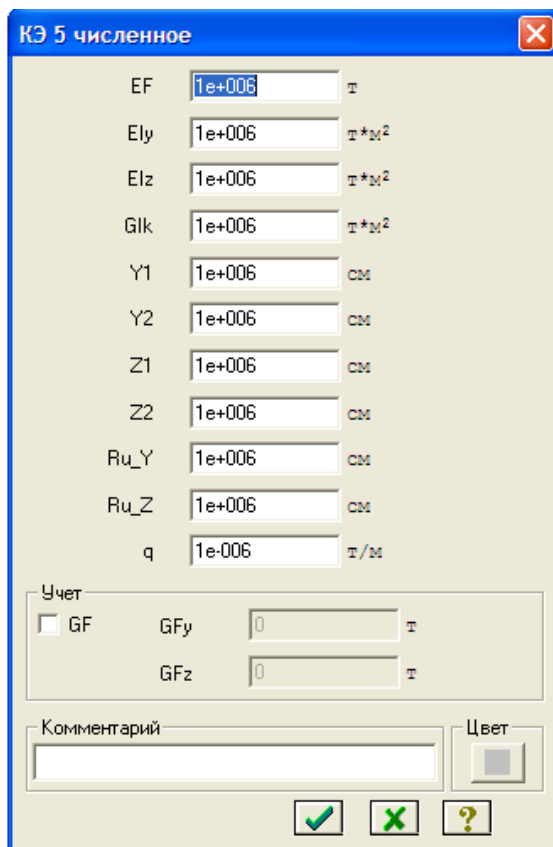 КЭ 5 численное
EF 1e+006 т
EIy 1e+006 т*м²
EIz 1e+006 т*м²
GIk 1e+006 т*м²
Y1 1e+006 см
Y2 1e+006 см
Z1 1e+006 см
Z2 1e+006 см
Ru_Y 1e+006 см
Ru_Z 1e+006 см
q 1e-006 т/м
Учет
GF GFy 0 т
GFz 0 т
Комментарий Цвет
?